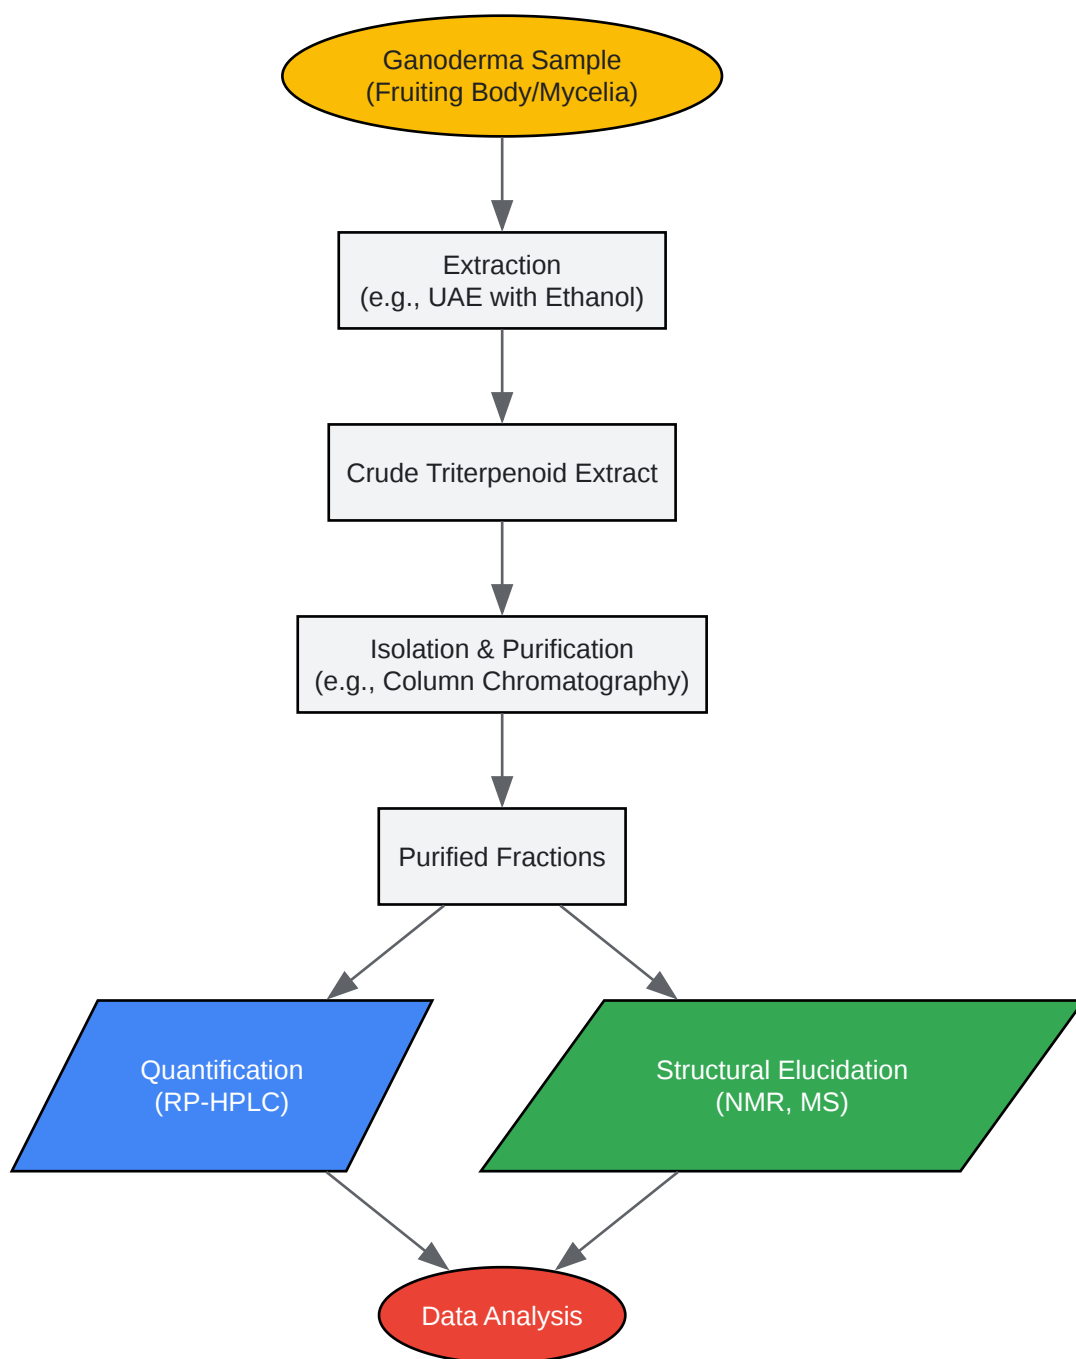 Ganoderma Sample
(Fruiting Body/Mycelia)
Extraction
(e.g., UAE with Ethanol)
Crude Triterpenoid Extract
Isolation & Purification
(e.g., Column Chromatography)
Purified Fractions
Quantification
(RP-HPLC)
Structural Elucidation
(NMR, MS)
Data Analysis